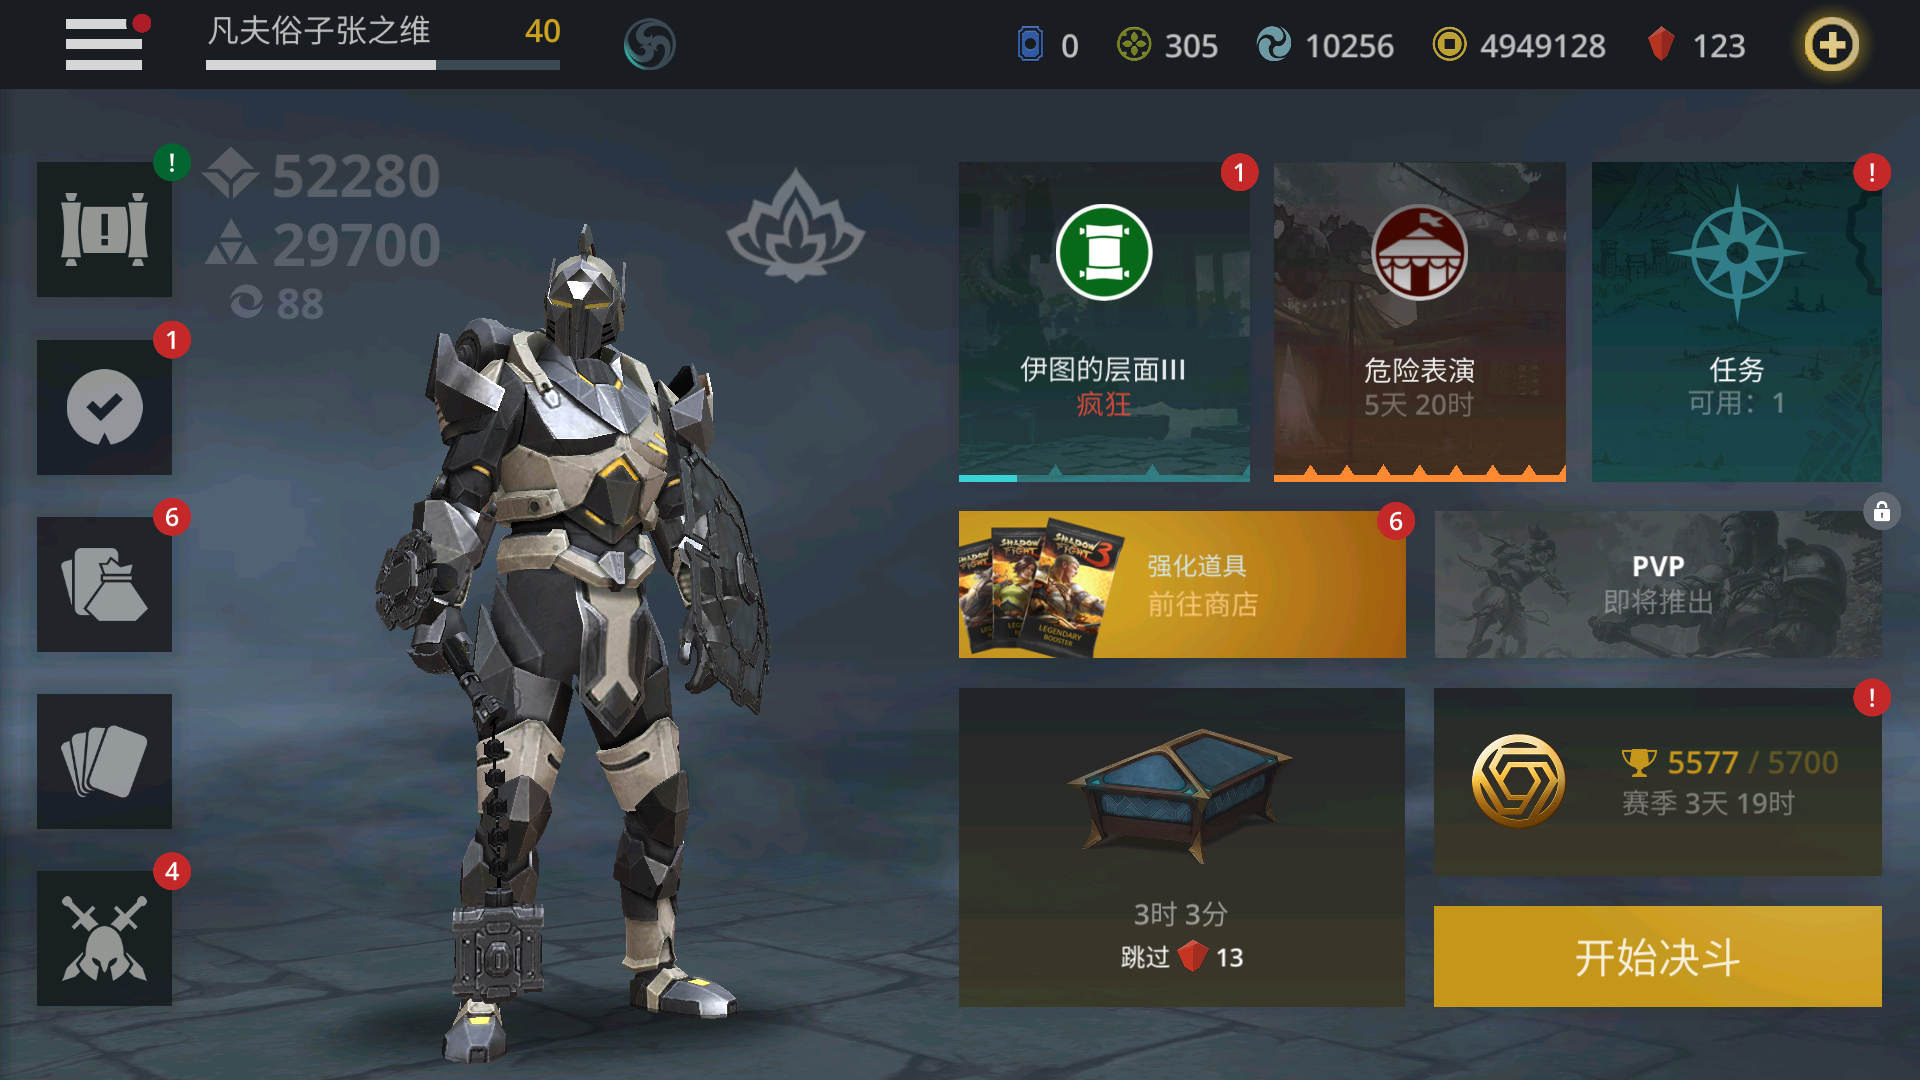 凡夫俗子张之维 40
0 305 10256 4949128 123
52280
29700
88
!
1
6
4
1
伊图的层面III
疯狂
危险表演
5天 20时
!
任务
可用：1
6
SHADOW FIGHT 3
LEGENDARY BOOSTER
强化道具
前往商店
PVP
即将推出
3时 3分
跳过 13
!
5577 / 5700
赛季 3天 19时
开始决斗